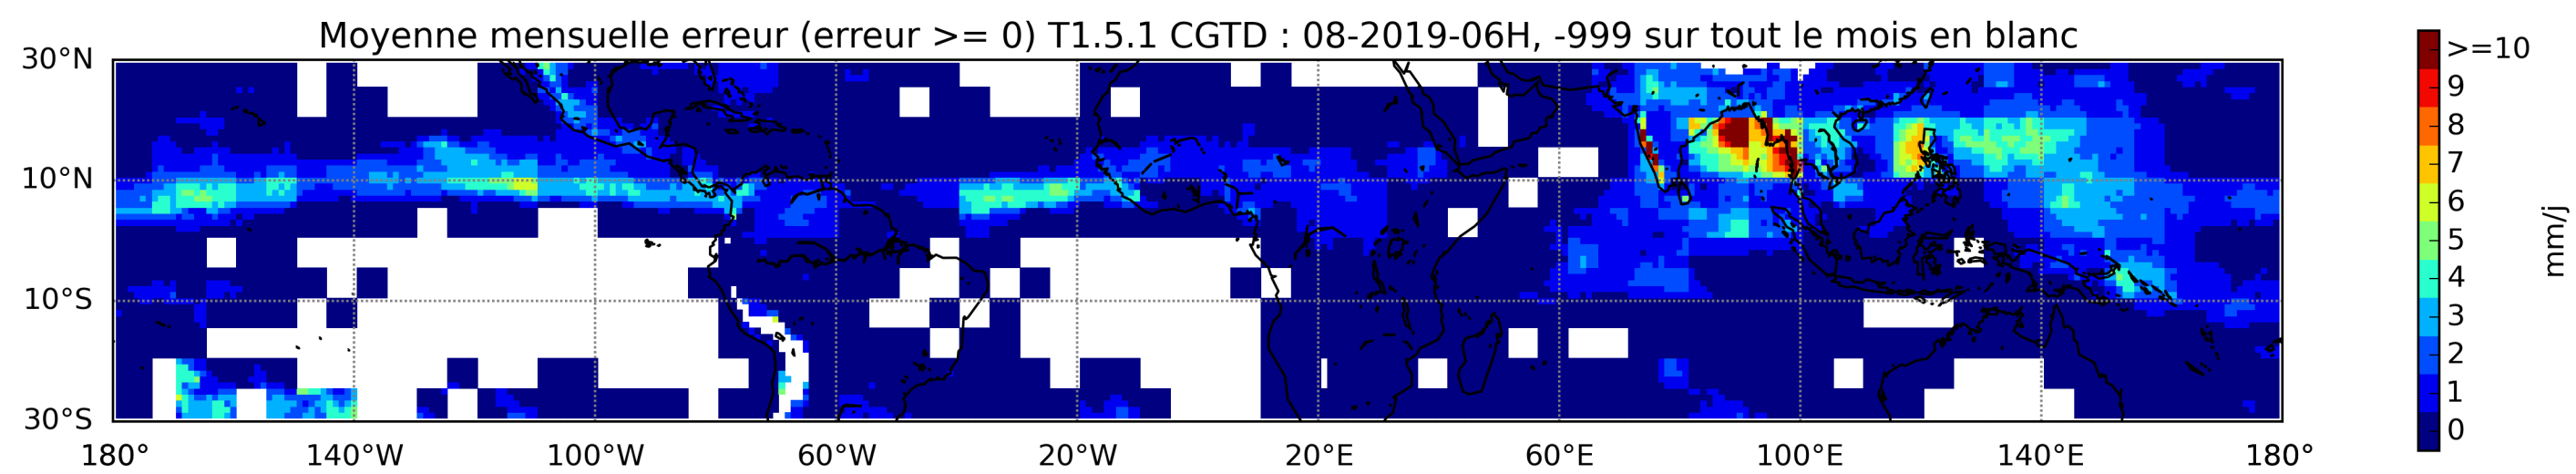 Moyenne mensuelle erreur (erreur >= 0) T1.5.1 CGTD : 08-2019-06H, -999 sur tout le mois en blanc
30°N
10°N
10°S
30°S
180° 140°W 100°W 60°W 20°W 20°E 60°E 100°E 140°E 180°
>=10
9
8
7
6
5
4
3
2
1
0
mm/j